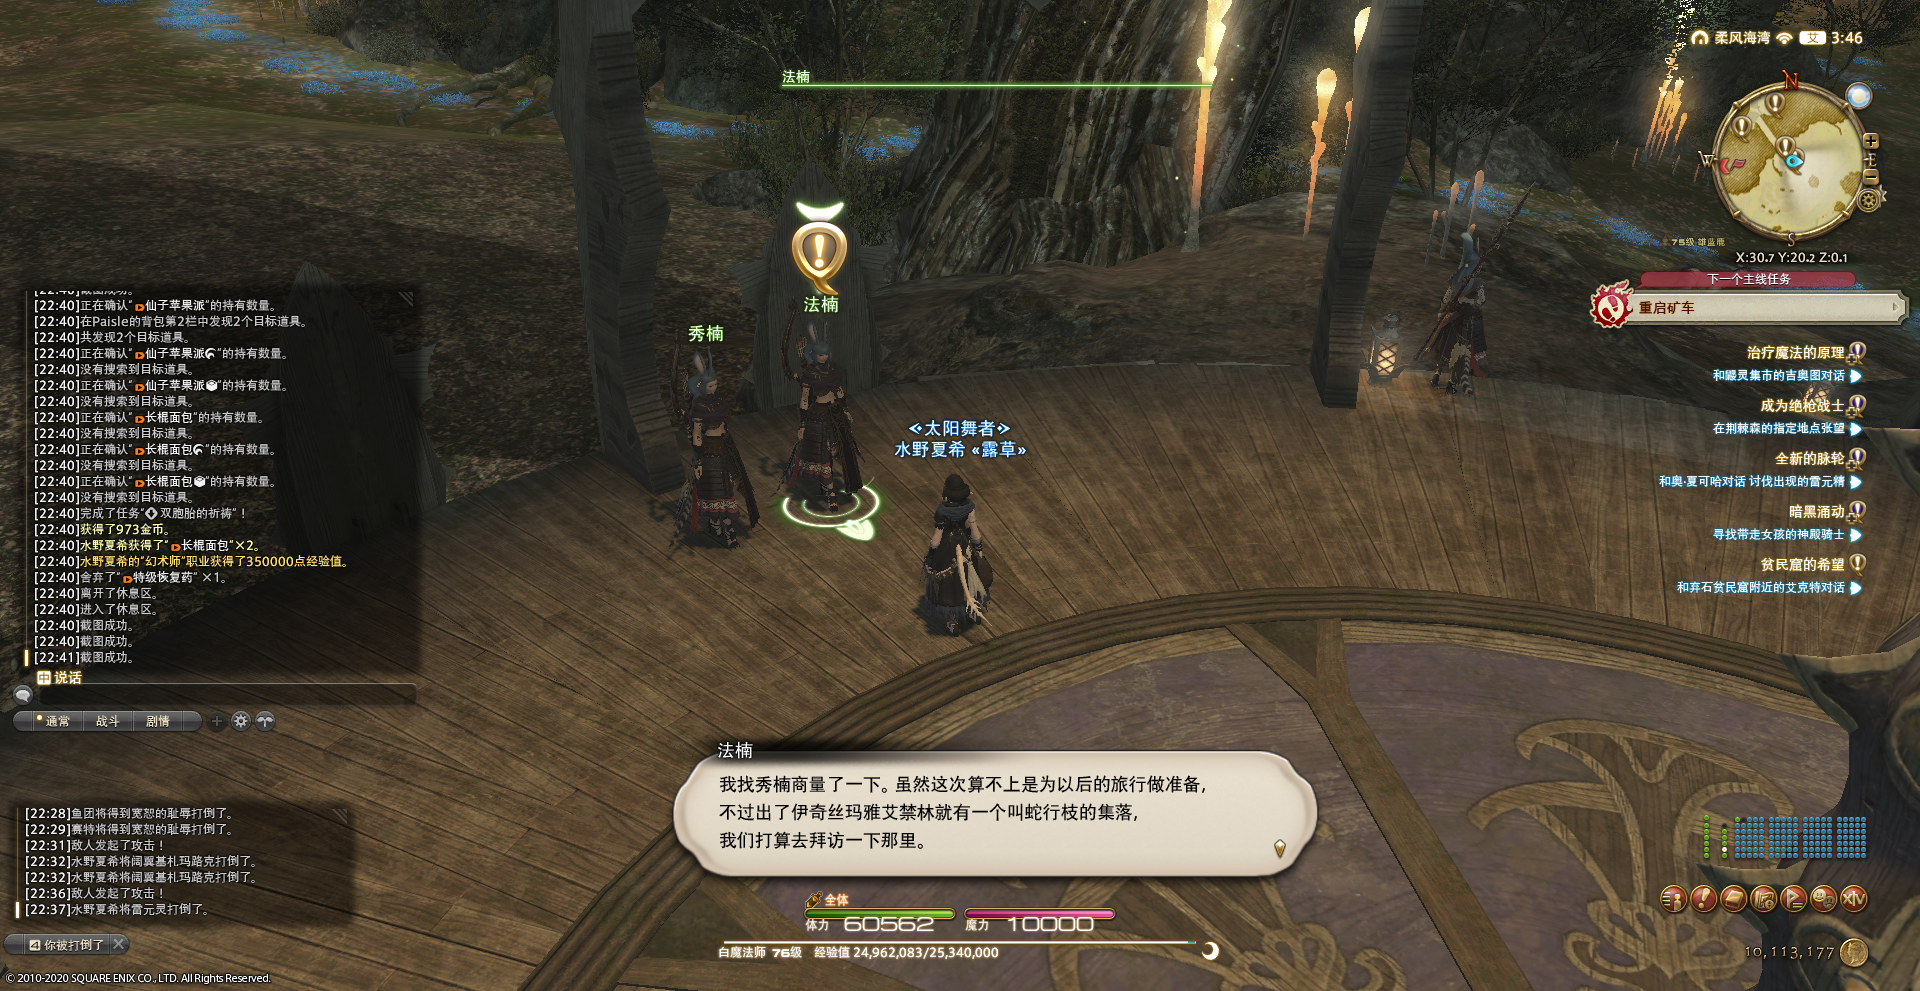 法楠
柔风海湾 艾 3:46
N
W
E
S
75级 雄蓝鹿
X:30.7 Y:20.2 Z:0.1
下一个主线任务
重启矿车
治疗魔法的原理
和鼹灵集市的吉奥图对话
成为绝枪战士
在荆棘森的指定地点张望
全新的脉轮
和奥·夏可哈对话 讨伐出现的雷元精
暗黑涌动
寻找带走女孩的神殿骑士
贫民窟的希望
和弃石贫民窟附近的艾克特对话
法楠
秀楠
太阳舞者
水野夏希 «露草»
[22:40]截图成功。
[22:40]正在确认“仙子苹果派”的持有数量。
[22:40]在Paisle的背包第2栏中发现2个目标道具。
[22:40]共发现2个目标道具。
[22:40]正在确认“仙子苹果派”的持有数量。
[22:40]没有搜索到目标道具。
[22:40]正在确认“仙子苹果派”的持有数量。
[22:40]没有搜索到目标道具。
[22:40]正在确认“长棍面包”的持有数量。
[22:40]没有搜索到目标道具。
[22:40]正在确认“长棍面包”的持有数量。
[22:40]没有搜索到目标道具。
[22:40]正在确认“长棍面包”的持有数量。
[22:40]没有搜索到目标道具。
[22:40]完成了任务“双胞胎的祈祷”！
[22:40]获得了973金币。
[22:40]水野夏希获得了“长棍面包”×2。
[22:40]水野夏希的“幻术师”职业获得了350000点经验值。
[22:40]舍弃了“特级恢复药”×1。
[22:40]离开了休息区。
[22:40]进入了休息区。
[22:40]截图成功。
[22:40]截图成功。
[22:41]截图成功。
说话
通常 战斗 剧情
[22:28]鱼团将得到宽恕的耻辱打倒了。
[22:29]赛特将得到宽恕的耻辱打倒了。
[22:31]敌人发起了攻击！
[22:32]水野夏希将阔翼基札玛路克打倒了。
[22:32]水野夏希将阔翼基札玛路克打倒了。
[22:36]敌人发起了攻击！
[22:37]水野夏希将雷元灵打倒了。
4 你被打倒了
法楠
我找秀楠商量了一下。虽然这次算不上是为以后的旅行做准备，
不过出了伊奇丝玛雅艾禁林就有一个叫蛇行枝的集落，
我们打算去拜访一下那里。
全体
体力 60562 魔力 10000
白魔法师 76级 经验值 24,962,083/25,340,000
XIV
10,113,177
© 2010-2020 SQUARE ENIX CO., LTD. All Rights Reserved.